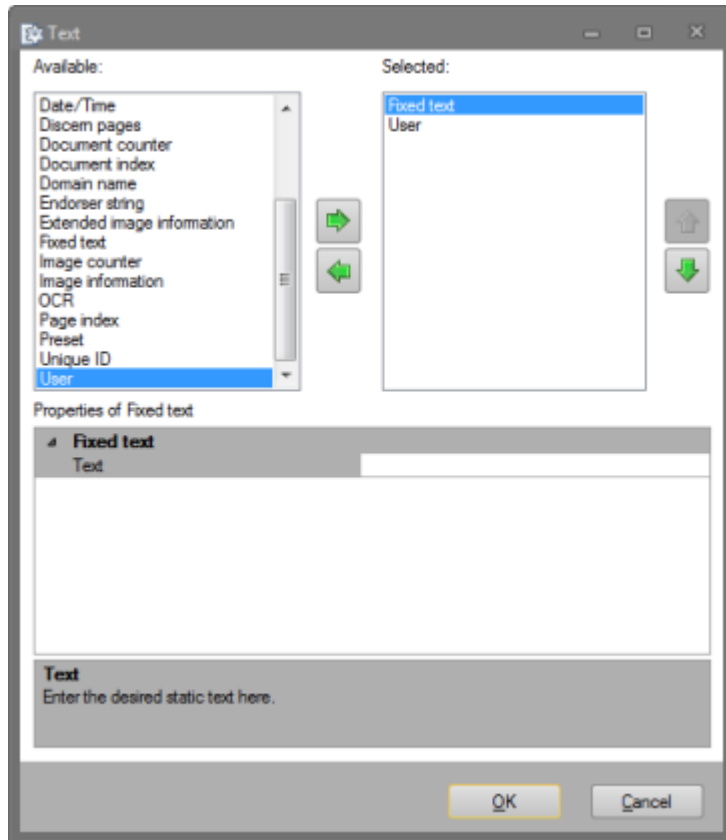 Text
Available:
Selected:
Date/Time
Discern pages
Document counter
Document index
Domain name
Endorser string
Extended image information
Fixed text
Image counter
Image information
OCR
Page index
Preset
Unique ID
User
Fixed text
User
Properties of Fixed text
Fixed text
Text
Text
Enter the desired static text here.
OK
Cancel